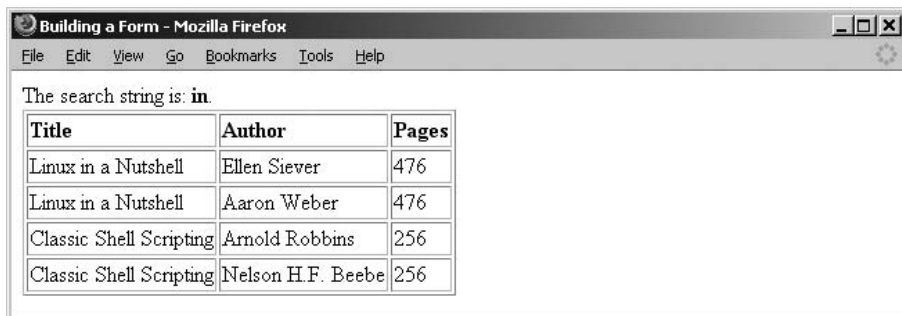 Building a Form - Mozilla Firefox
File Edit View Go Bookmarks Tools Help
The search string is: in.
Title Author Pages
Linux in a Nutshell Ellen Siever 476
Linux in a Nutshell Aaron Weber 476
Classic Shell Scripting Arnold Robbins 256
Classic Shell Scripting Nelson H.F. Beebe 256